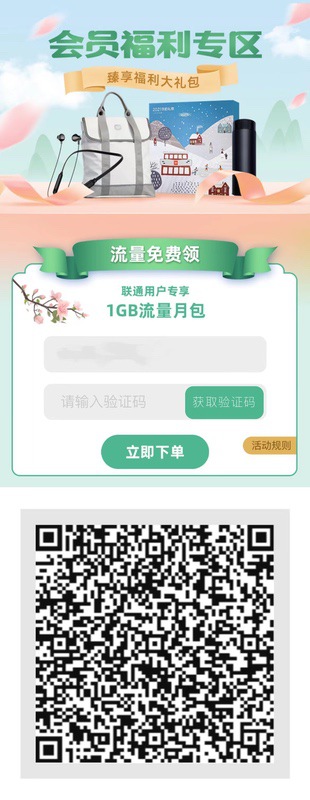 会员福利专区
臻享福利大礼包
流量免费领
联通用户专享
1GB流量月包
请输入验证码
获取验证码
立即下单
活动规则